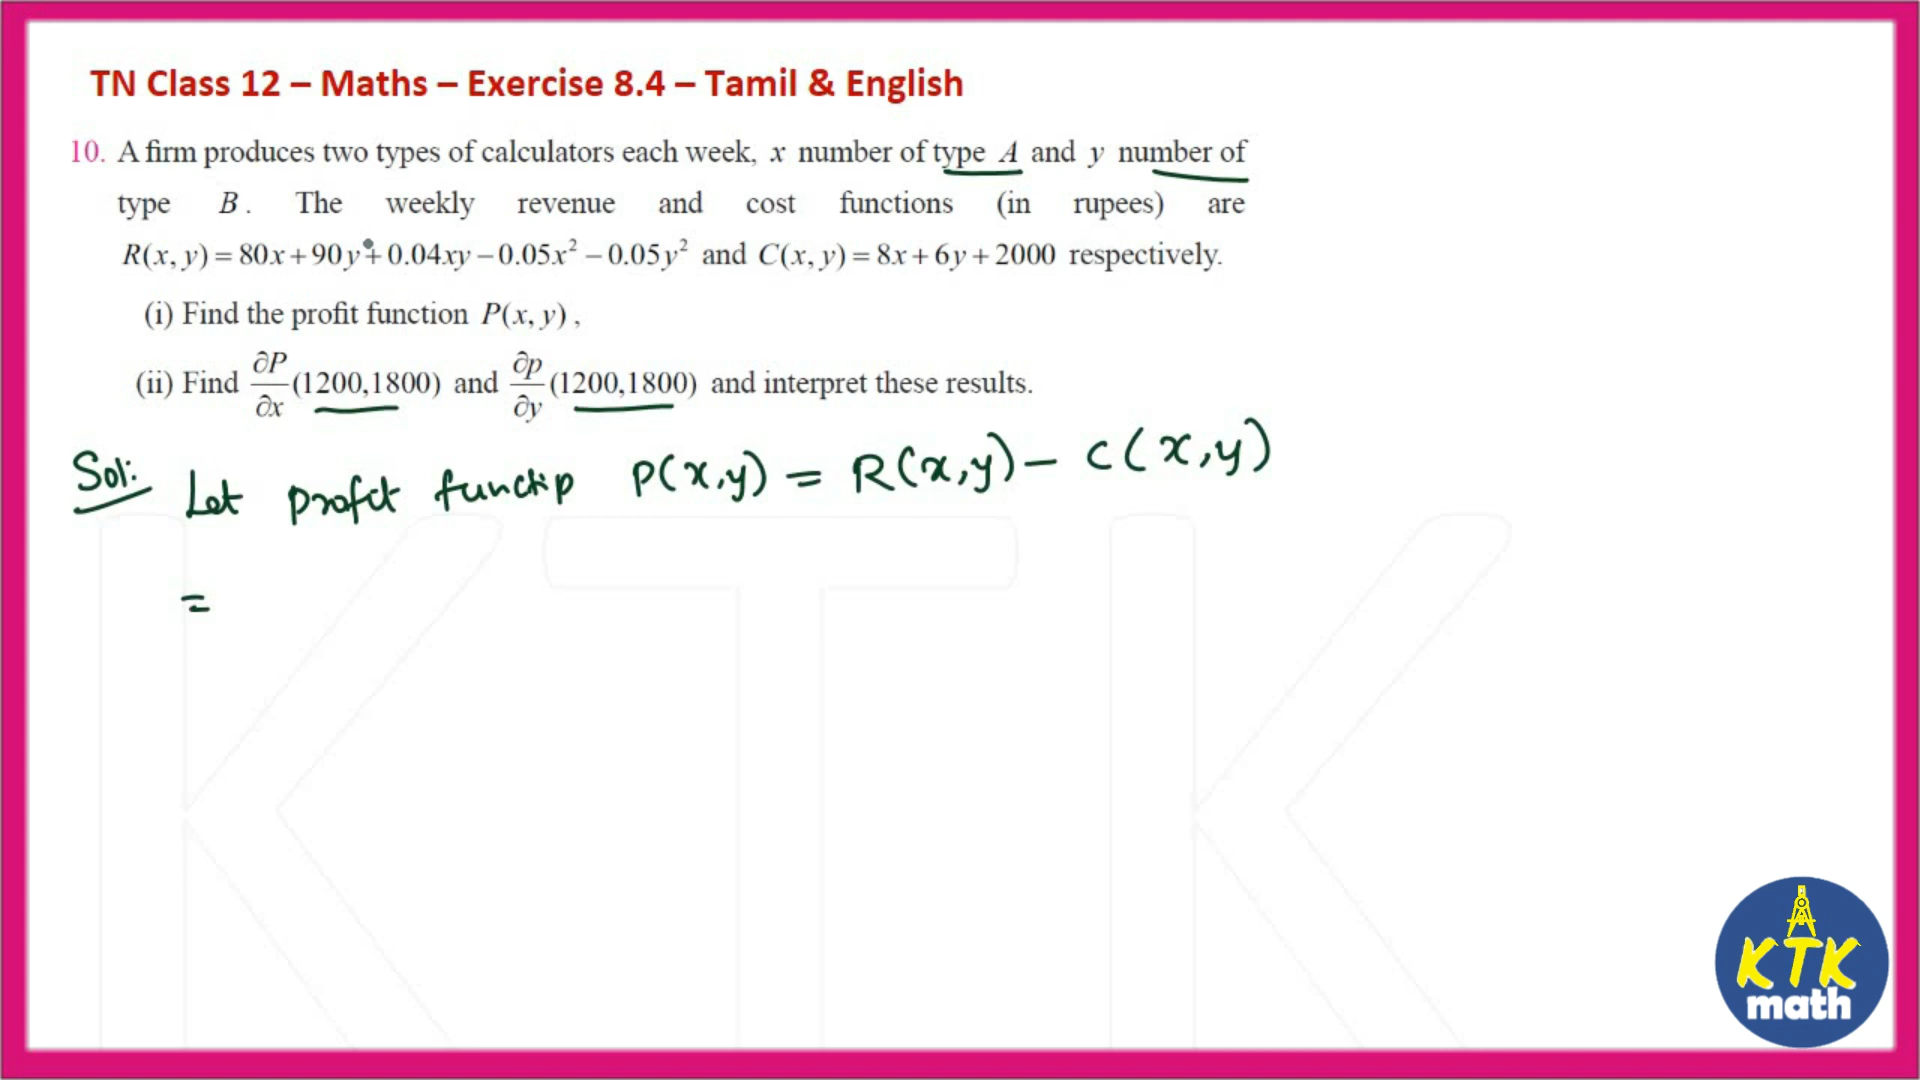 TN Class 12 – Maths – Exercise 8.4 – Tamil & English
10. A firm produces two types of calculators each week, x number of type A and y number of
type B. The weekly revenue and cost functions (in rupees) are
R(x, y) = 80x + 90y + 0.04xy − 0.05x² − 0.05y² and C(x, y) = 8x + 6y + 2000 respectively.
(i) Find the profit function P(x, y),
(ii) Find ∂P/∂x (1200,1800) and ∂p/∂y (1200,1800) and interpret these results.
Sol: Let profit function P(x,y) = R(x,y) − C(x,y)
=
KTK
math